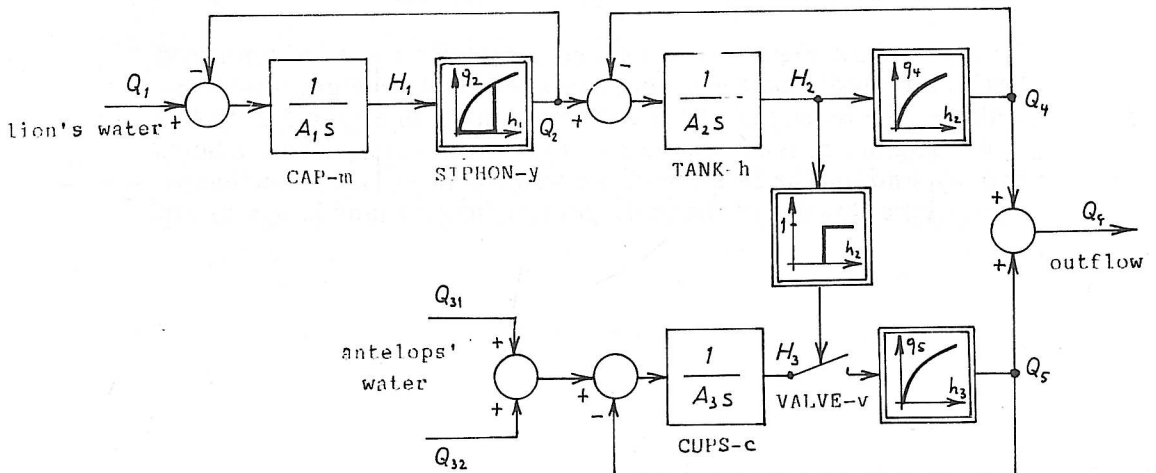 Q1
lion's water
+
-
1
A1s
CAP-m
H1
q2
h1
SIPHON-y
Q2
+
-
1
A2s
TANK-h
H2
q4
h2
Q4
1
h2
+
+
Q4
outflow
Q31
antelops'
water
Q32
+
+
+
-
1
A3s
CUPS-c
H3
VALVE-v
q5
h3
Q5